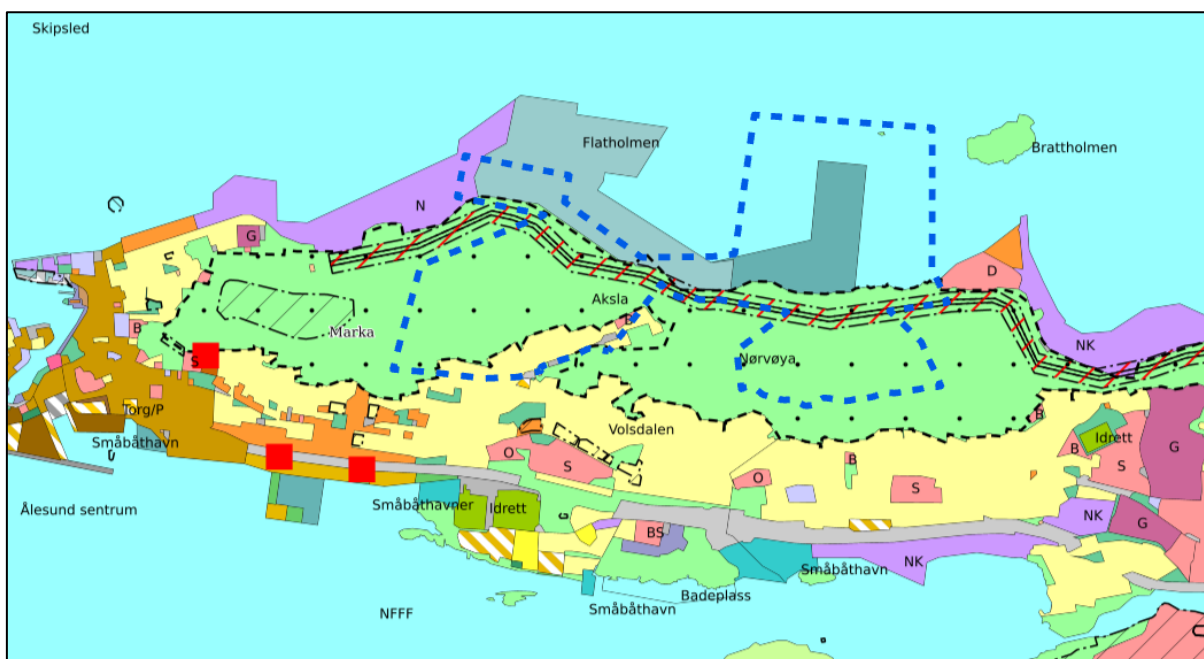 Skipsled
Flatholmen
Brattholmen
N
G
D
Aksla
Marka
B
B
NK
Nørvøya
S
Torg/P
Småbåthavn
Volsdalen
B
Idrett
B
G
O
S
B
O
S
S
Ålesund sentrum
Småbåthavner
Idrett
NK
G
BS
NK
Småbåthavn
Badeplass
Småbåthavn
NFFF